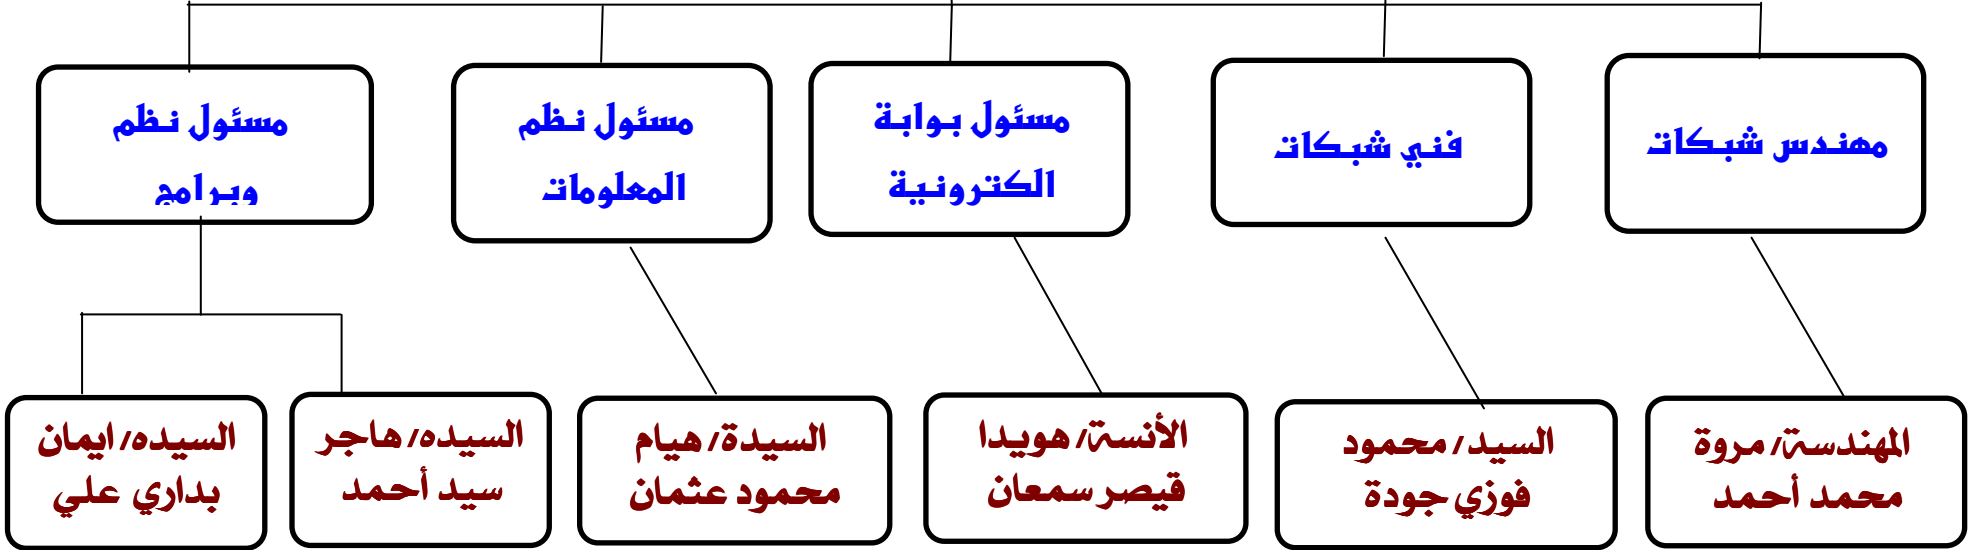 مهندس شبكات
فني شبكات
مسئول بوابة
الكترونية
مسئول نظم
المعلومات
مسئول نظم
وبرامج
المهندسة/ مروة
محمد أحمد
السيد/ محمود
فوزي جودة
الأنسة/ هويدا
قيصر سمعان
السيدة/ هيام
محمود عثمان
السيده/ هاجر
سيد أحمد
السيده/ ايمان
بداري علي